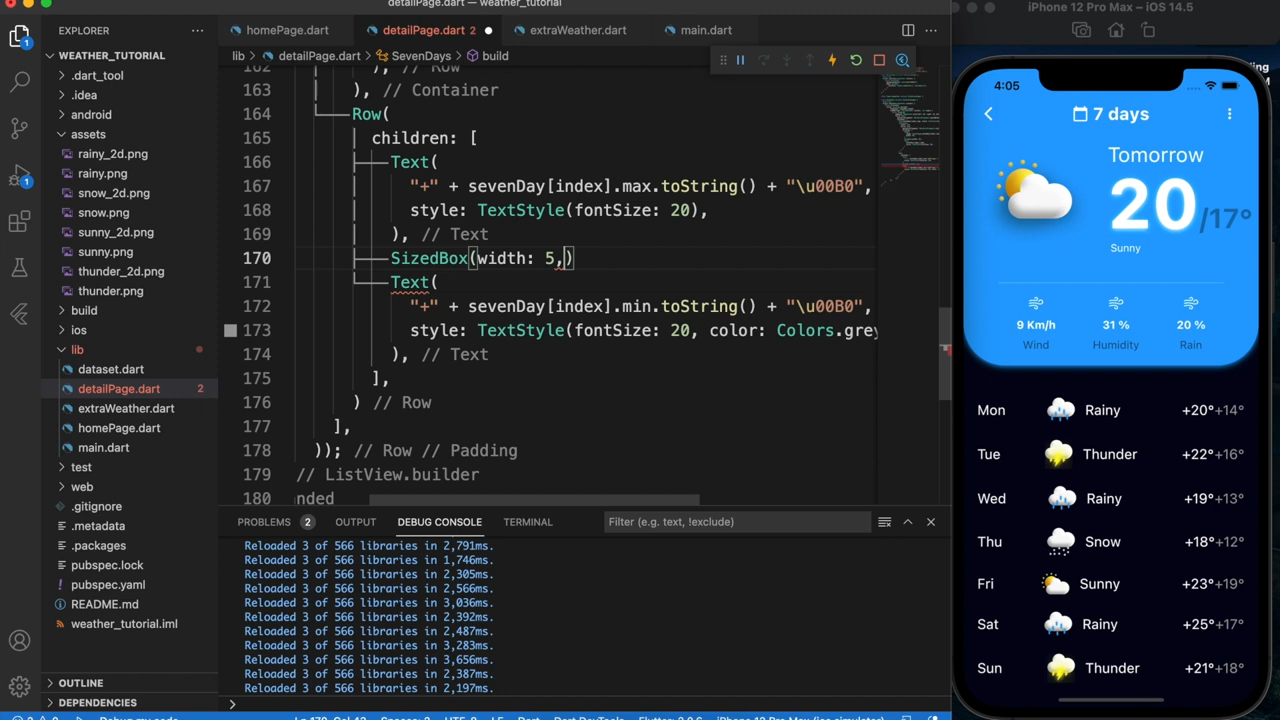 detailPage.dart — weather_tutorial
iPhone 12 Pro Max – iOS 14.5
EXPLORER
WEATHER_TUTORIAL
.dart_tool
.idea
android
assets
rainy_2d.png
rainy.png
snow_2d.png
snow.png
sunny_2d.png
sunny.png
thunder_2d.png
thunder.png
build
ios
lib
dataset.dart
detailPage.dart 2
extraWeather.dart
homePage.dart
main.dart
test
web
.gitignore
.metadata
.packages
pubspec.lock
pubspec.yaml
README.md
weather_tutorial.iml
OUTLINE
DEPENDENCIES
1
1
homePage.dart
detailPage.dart 2
extraWeather.dart
main.dart
lib > detailPage.dart > SevenDays > build
162 ), // Row
163 ), // Container
164 Row(
165 children: [
166 Text(
167 "+" + sevenDay[index].max.toString() + "\u00B0",
168 style: TextStyle(fontSize: 20),
169 ), // Text
170 SizedBox(width: 5,)
171 Text(
172 "+" + sevenDay[index].min.toString() + "\u00B0",
173 style: TextStyle(fontSize: 20, color: Colors.grey
174 ), // Text
175 ],
176 ) // Row
177 ],
178 )); // Row // Padding
179 // ListView.builder
180 nded
PROBLEMS 2 OUTPUT DEBUG CONSOLE TERMINAL
Filter (e.g. text, !exclude)
Reloaded 3 of 566 libraries in 2,791ms.
Reloaded 3 of 566 libraries in 1,746ms.
Reloaded 3 of 566 libraries in 2,305ms.
Reloaded 3 of 566 libraries in 2,566ms.
Reloaded 3 of 566 libraries in 3,036ms.
Reloaded 3 of 566 libraries in 2,392ms.
Reloaded 3 of 566 libraries in 2,487ms.
Reloaded 3 of 566 libraries in 3,283ms.
Reloaded 3 of 566 libraries in 3,656ms.
Reloaded 3 of 566 libraries in 2,387ms.
Reloaded 3 of 566 libraries in 2,197ms.
4:05
7 days
Tomorrow
20/17°
Sunny
9 Km/h 31 % 20 %
Wind Humidity Rain
Mon Rainy +20°+14°
Tue Thunder +22°+16°
Wed Rainy +19°+13°
Thu Snow +18°+12°
Fri Sunny +23°+19°
Sat Rainy +25°+17°
Sun Thunder +21°+18°